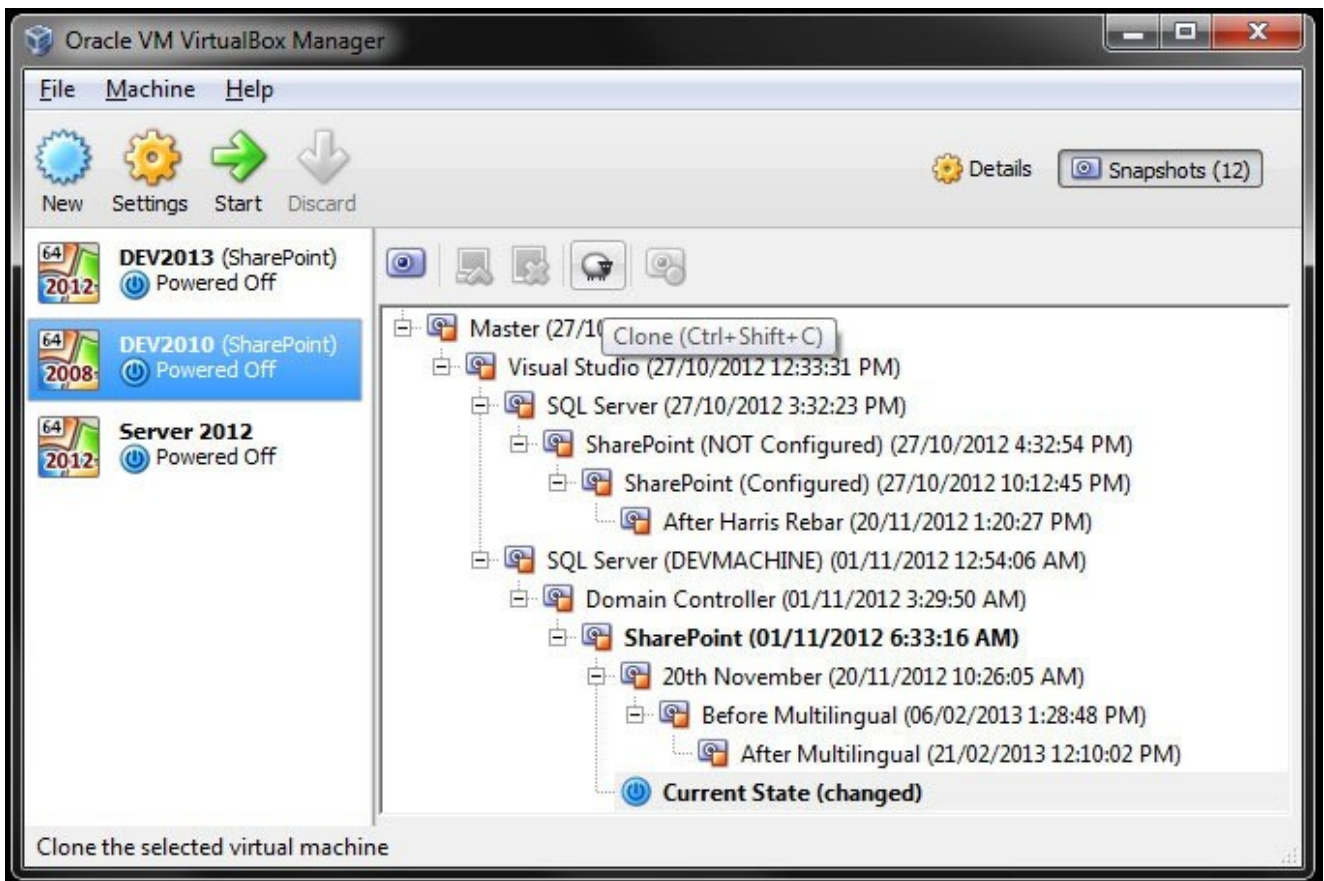 Oracle VM VirtualBox Manager
File Machine Help
New Settings Start Discard
Details Snapshots (12)
64 2012 DEV2013 (SharePoint)
Powered Off
64 2008 DEV2010 (SharePoint)
Powered Off
64 2012 Server 2012
Powered Off
Master (27/10
Clone (Ctrl+Shift+C)
Visual Studio (27/10/2012 12:33:31 PM)
SQL Server (27/10/2012 3:32:23 PM)
SharePoint (NOT Configured) (27/10/2012 4:32:54 PM)
SharePoint (Configured) (27/10/2012 10:12:45 PM)
After Harris Rebar (20/11/2012 1:20:27 PM)
SQL Server (DEVMACHINE) (01/11/2012 12:54:06 AM)
Domain Controller (01/11/2012 3:29:50 AM)
SharePoint (01/11/2012 6:33:16 AM)
20th November (20/11/2012 10:26:05 AM)
Before Multilingual (06/02/2013 1:28:48 PM)
After Multilingual (21/02/2013 12:10:02 PM)
Current State (changed)
Clone the selected virtual machine